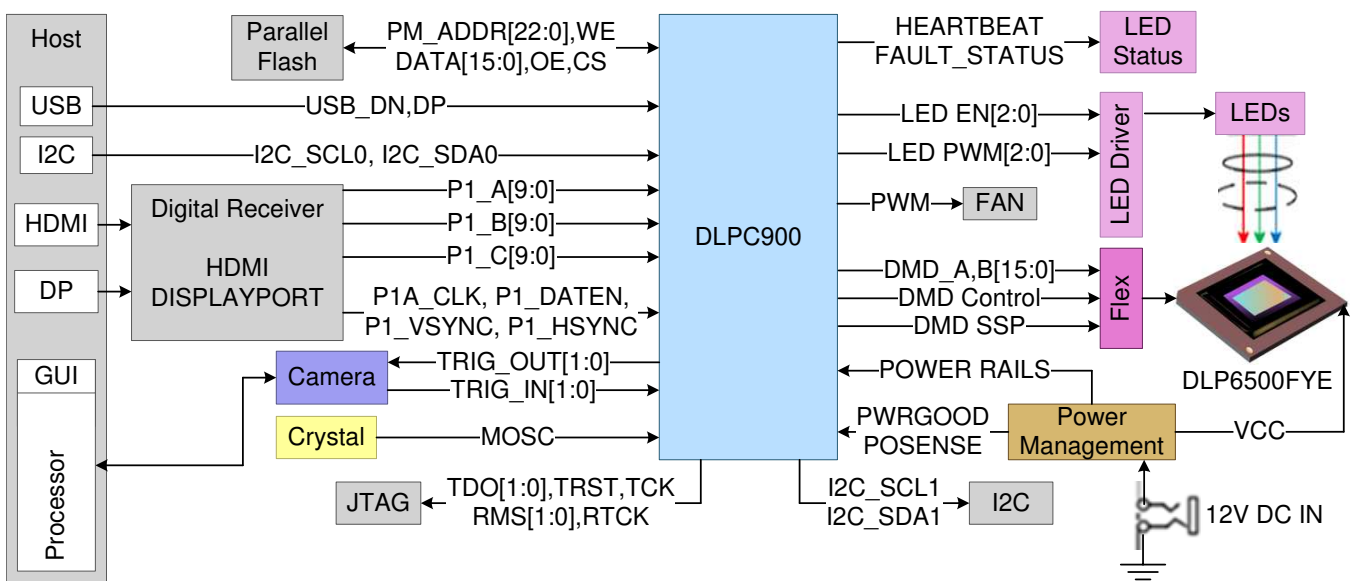 Host
Parallel
Flash
PM_ADDR[22:0],WE
DATA[15:0],OE,CS
HEARTBEAT
FAULT_STATUS
LED
Status
USB
USB_DN,DP
LED EN[2:0]
LED Driver
LEDs
I2C
I2C_SCL0, I2C_SDA0
LED PWM[2:0]
Digital Receiver
HDMI
DISPLAYPORT
P1_A[9:0]
PWM
FAN
HDMI
P1_B[9:0]
DLPC900
P1_C[9:0]
DP
P1A_CLK, P1_DATEN,
P1_VSYNC, P1_HSYNC
DMD_A,B[15:0]
DMD Control
DMD SSP
Flex
DLP6500FYE
GUI
Processor
Camera
TRIG_OUT[1:0]
TRIG_IN[1:0]
POWER RAILS
Crystal
MOSC
PWRGOOD
POSENSE
Power
Management
VCC
JTAG
TDO[1:0],TRST,TCK
RMS[1:0],RTCK
I2C_SCL1
I2C_SDA1
I2C
12V DC IN